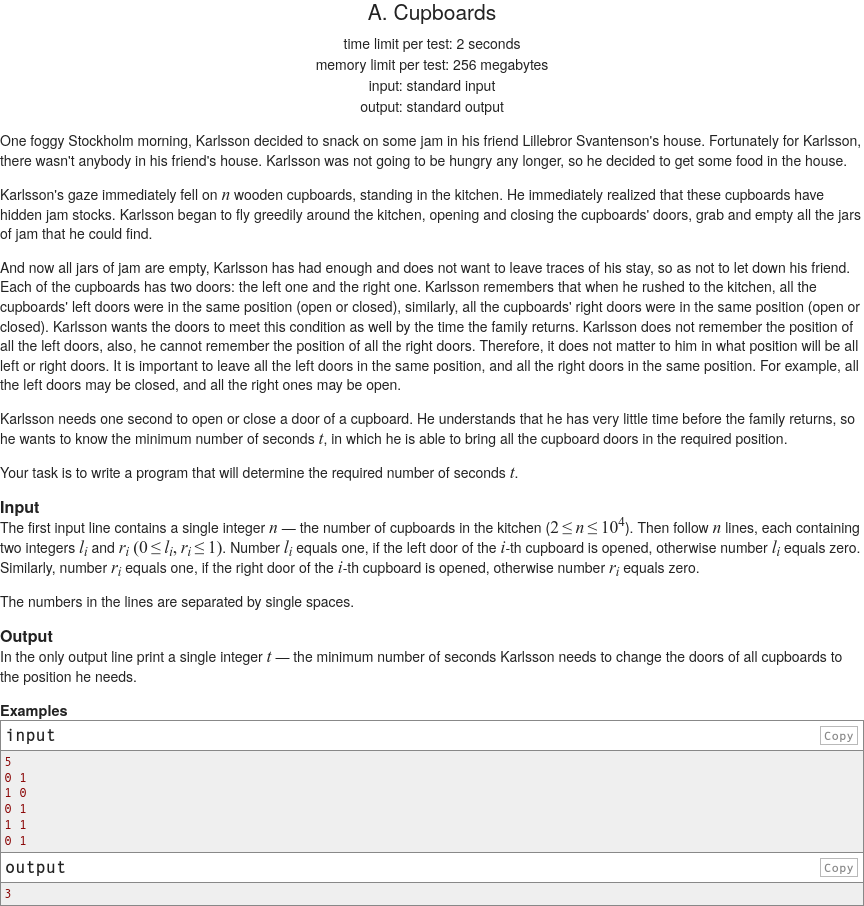 A. Cupboards
time limit per test: 2 seconds
memory limit per test: 256 megabytes
input: standard input
output: standard output
One foggy Stockholm morning, Karlsson decided to snack on some jam in his friend Lillebror Svantenson's house. Fortunately for Karlsson,
there wasn't anybody in his friend's house. Karlsson was not going to be hungry any longer, so he decided to get some food in the house.
Karlsson's gaze immediately fell on n wooden cupboards, standing in the kitchen. He immediately realized that these cupboards have
hidden jam stocks. Karlsson began to fly greedily around the kitchen, opening and closing the cupboards' doors, grab and empty all the jars
of jam that he could find.
And now all jars of jam are empty, Karlsson has had enough and does not want to leave traces of his stay, so as not to let down his friend.
Each of the cupboards has two doors: the left one and the right one. Karlsson remembers that when he rushed to the kitchen, all the
cupboards' left doors were in the same position (open or closed), similarly, all the cupboards' right doors were in the same position (open or
closed). Karlsson wants the doors to meet this condition as well by the time the family returns. Karlsson does not remember the position of
all the left doors, also, he cannot remember the position of all the right doors. Therefore, it does not matter to him in what position will be all
left or right doors. It is important to leave all the left doors in the same position, and all the right doors in the same position. For example, all
the left doors may be closed, and all the right ones may be open.
Karlsson needs one second to open or close a door of a cupboard. He understands that he has very little time before the family returns, so
he wants to know the minimum number of seconds t, in which he is able to bring all the cupboard doors in the required position.
Your task is to write a program that will determine the required number of seconds t.
Input
The first input line contains a single integer n — the number of cupboards in the kitchen (2 ≤ n ≤ 10⁴). Then follow n lines, each containing
two integers lᵢ and rᵢ (0 ≤ lᵢ, rᵢ ≤ 1). Number lᵢ equals one, if the left door of the i-th cupboard is opened, otherwise number lᵢ equals zero.
Similarly, number rᵢ equals one, if the right door of the i-th cupboard is opened, otherwise number rᵢ equals zero.
The numbers in the lines are separated by single spaces.
Output
In the only output line print a single integer t — the minimum number of seconds Karlsson needs to change the doors of all cupboards to
the position he needs.
Examples
input Copy
5
0 1
1 0
0 1
1 1
0 1
output Copy
3